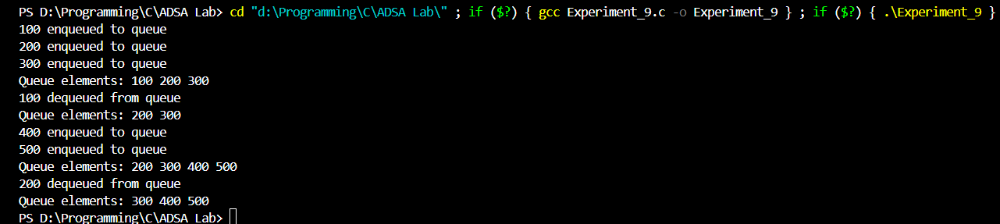 PS D:\Programming\C\ADSA Lab> cd "d:\Programming\C\ADSA Lab\" ; if ($?) { gcc Experiment_9.c -o Experiment_9 } ; if ($?) { .\Experiment_9 }
100 enqueued to queue
200 enqueued to queue
300 enqueued to queue
Queue elements: 100 200 300
100 dequeued from queue
Queue elements: 200 300
400 enqueued to queue
500 enqueued to queue
Queue elements: 200 300 400 500
200 dequeued from queue
Queue elements: 300 400 500
PS D:\Programming\C\ADSA Lab>